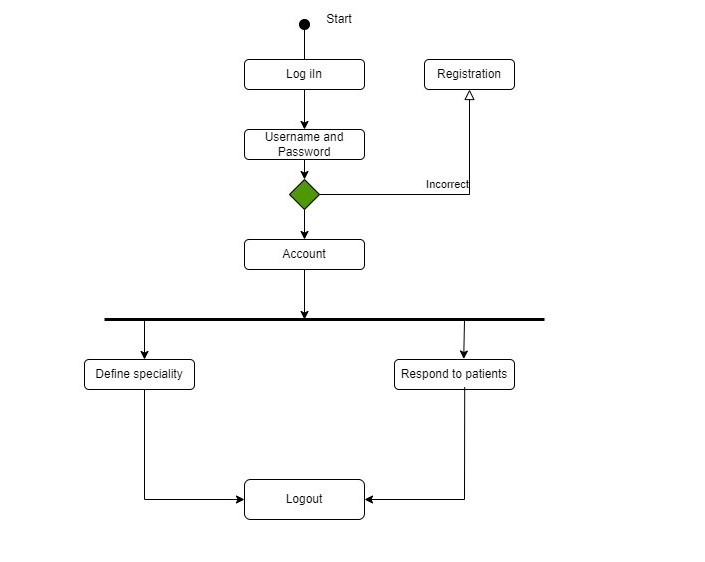 Start
Log iIn
Registration
Username and
Password
Incorrect
Account
Define speciality
Respond to patients
Logout